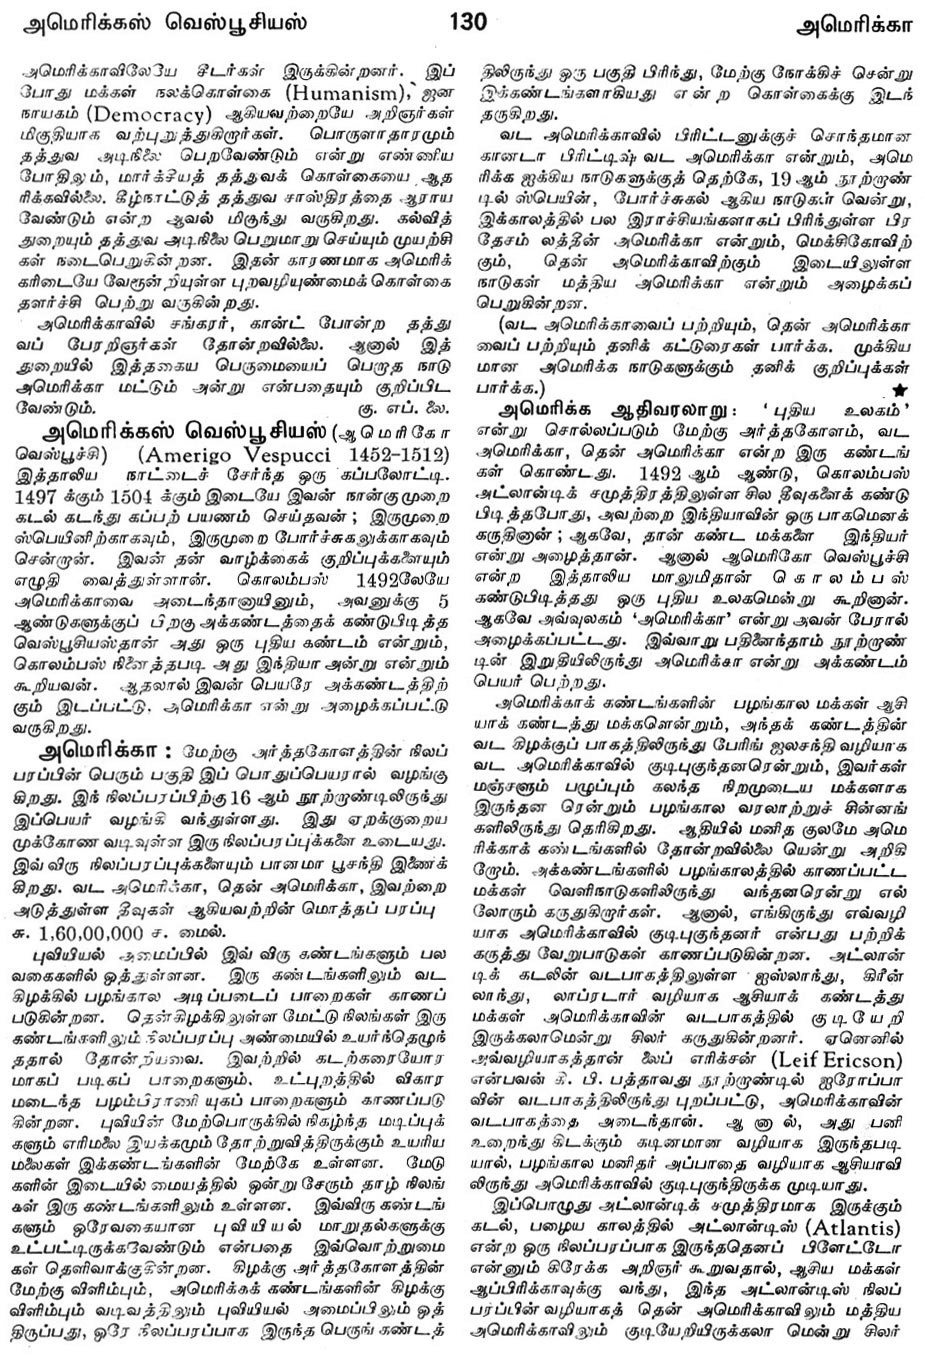 அமெரிக்கஸ் வெஸ்பூசியஸ்
130
அமெரிக்கா
அமெரிக்காவிலேயே சீடர்கள் இருக்கின்றனர். இப்
போது மக்கள் நலக்கொள்கை (Humanism), ஜன
நாயகம் (Democracy) ஆகியவற்றையே அறிஞர்கள்
மிகுதியாக வற்புறுத்துகிறார்கள். பொருளாதாரமும்
தத்துவ அடிநிலை பெறவேண்டும் என்று எண்ணிய
போதிலும், மார்க்சியத் தத்துவக் கொள்கையை ஆத
ரிக்கவில்லை. கீழ்நாட்டுத் தத்துவ சாஸ்திரத்தை ஆராய
வேண்டும் என்ற ஆவல் மிகுந்து வருகிறது. கல்வித்
துறையும் தத்துவ அடிநிலை பெறுமாறு செய்யும் முயற்சி
கள் நடைபெறுகின்றன. இதன் காரணமாக அமெரிக்
கரிடையே வேரூன்றியுள்ள புறவழியுண்மைக் கொள்கை
தளர்ச்சி பெற்று வருகின்றது.
அமெரிக்காவில் சங்கரர், கான்ட் போன்ற தத்து
வப் பேரறிஞர்கள் தோன்றவில்லை. ஆனால் இத்
துறையில் இத்தகைய பெருமையைப் பெறாத நாடு
அமெரிக்கா மட்டும் அன்று என்பதையும் குறிப்பிட
வேண்டும். கு. எப். லை.
அமெரிக்கஸ் வெஸ்பூசியஸ் (ஆமெரிகோ
வெஸ்பூச்சி) (Amerigo Vespucci 1452-1512)
இத்தாலிய நாட்டைச் சேர்ந்த ஒரு கப்பலோட்டி.
1497 க்கும் 1504 க்கும் இடையே இவன் நான்குமுறை
கடல் கடந்து கப்பற் பயணம் செய்தவன் ; இருமுறை
ஸ்பெயினிற்காகவும், இருமுறை போர்ச்சுகலுக்காகவும்
சென்றான். இவன் தன் வாழ்க்கைக் குறிப்புக்களையும்
எழுதி வைத்துள்ளான். கொலம்பஸ் 1492லேயே
அமெரிக்காவை அடைந்தானாயினும், அவனுக்கு 5
ஆண்டுகளுக்குப் பிறகு அக்கண்டத்தைக் கண்டுபிடித்த
வெஸ்பூசியஸ்தான் அது ஒரு புதிய கண்டம் என்றும்,
கொலம்பஸ் நினைத்தபடி அது இந்தியா அன்று என்றும்
கூறியவன். ஆதலால் இவன் பெயரே அக்கண்டத்திற்
கும் இடப்பட்டு, அமெரிக்கா என்று அழைக்கப்பட்டு
வருகிறது.
அமெரிக்கா : மேற்கு அர்த்தகோளத்தின் நிலப்
பரப்பின் பெரும் பகுதி இப் பொதுப்பெயரால் வழங்கு
கிறது. இந் நிலப்பரப்பிற்கு 16 ஆம் நூற்றாண்டிலிருந்து
இப்பெயர் வழங்கி வந்துள்ளது. இது ஏறக்குறைய
முக்கோண வடிவுள்ள இரு நிலப்பரப்புக்களை உடையது.
இவ் விரு நிலப்பரப்புக்களையும் பானமா பூசந்தி இணைக்
கிறது. வட அமெரிக்கா, தென் அமெரிக்கா, இவற்றை
அடுத்துள்ள தீவுகள் ஆகியவற்றின் மொத்தப் பரப்பு
சு. 1,60,00,000 ச. மைல்.
புவியியல் அமைப்பில் இவ் விரு கண்டங்களும் பல
வகைகளில் ஒத்துள்ளன. இரு கண்டங்களிலும் வட
கிழக்கில் பழங்கால அடிப்படைப் பாறைகள் காணப்
படுகின்றன. தென்கிழக்கிலுள்ள மேட்டு நிலங்கள் இரு
கண்டங்களிலும் நிலப்பரப்பு அண்மையில் உயர்ந்தெழுந்
ததால் தோன்றியவை. இவற்றில் கடற்கரையோர
மாகப் படிகப் பாறைகளும், உட்புறத்தில் விகார
மடைந்த பழம்பிராணி யுகப் பாறைகளும் காணப்படு
கின்றன. புவியின் மேற்பொருக்கில் நிகழ்ந்த மடிப்புக்
களும் எரிமலை இயக்கமும் தோற்றுவித்திருக்கும் உயரிய
மலைகள் இக்கண்டங்களின் மேற்கே உள்ளன. மேடு
களின் இடையில் மையத்தில் ஒன்று சேரும் தாழ் நிலங்
கள் இரு கண்டங்களிலும் உள்ளன. இவ்விரு கண்டங்
களும் ஒரேவகையான புவியியல் மாறுதல்களுக்கு
உட்பட்டிருக்கவேண்டும் என்பதை இவ்வொற்றுமை
கள் தெளிவாக்குகின்றன. கிழக்கு அர்த்தகோளத்தின்
மேற்கு விளிம்பும், அமெரிக்கக் கண்டங்களின் கிழக்கு
விளிம்பும் வடிவத்திலும் புவியியல் அமைப்பிலும் ஒத்
திருப்பது, ஒரே நிலப்பரப்பாக இருந்த பெருங் கண்டத்
திலிருந்து ஒரு பகுதி பிரிந்து, மேற்கு நோக்கிச் சென்று
இக்கண்டங்களாகியது என்ற கொள்கைக்கு இடந்
தருகிறது.
வட அமெரிக்காவில் பிரிட்டனுக்குச் சொந்தமான
கானடா பிரிட்டிஷ் வட அமெரிக்கா என்றும், அமெ
ரிக்க ஐக்கிய நாடுகளுக்குத் தெற்கே, 19 ஆம் நூற்றாண்
டில் ஸ்பெயின், போர்ச்சுகல் ஆகிய நாடுகள் வென்று,
இக்காலத்தில் பல இராச்சியங்களாகப் பிரிந்துள்ள பிர
தேசம் லத்தீன் அமெரிக்கா என்றும், மெக்சிகோவிற்
கும், தென் அமெரிக்காவிற்கும் இடையிலுள்ள
நாடுகள் மத்திய அமெரிக்கா என்றும் அழைக்கப்
பெறுகின்றன.
(வட அமெரிக்காவைப் பற்றியும், தென் அமெரிக்கா
வைப் பற்றியும் தனிக் கட்டுரைகள் பார்க்க. முக்கிய
மான அமெரிக்க நாடுகளுக்கும் தனிக் குறிப்புக்கள்
பார்க்க.) ★
அமெரிக்க ஆதிவரலாறு : ‘புதிய உலகம்’
என்று சொல்லப்படும் மேற்கு அர்த்தகோளம், வட
அமெரிக்கா, தென் அமெரிக்கா என்ற இரு கண்டங்
கள் கொண்டது. 1492 ஆம் ஆண்டு, கொலம்பஸ்
அட்லாண்டிக் சமுத்திரத்திலுள்ள சில தீவுகளைக் கண்டு
பிடித்தபோது, அவற்றை இந்தியாவின் ஒரு பாகமெனக்
கருதினான் ; ஆகவே, தான் கண்ட மக்களை இந்தியர்
என்று அழைத்தான். ஆனால் ஆமெரிகோ வெஸ்பூச்சி
என்ற இத்தாலிய மாலுமிதான் கொலம்பஸ்
கண்டுபிடித்தது ஒரு புதிய உலகமென்று கூறினான்.
ஆகவே அவ்வுலகம் ‘அமெரிக்கா’ என்று அவன் பேரால்
அழைக்கப்பட்டது. இவ்வாறு பதினைந்தாம் நூற்றாண்
டின் இறுதியிலிருந்து அமெரிக்கா என்று அக்கண்டம்
பெயர் பெற்றது.
அமெரிக்காக் கண்டங்களின் பழங்கால மக்கள் ஆசி
யாக் கண்டத்து மக்களென்றும், அந்தக் கண்டத்தின்
வட கிழக்குப் பாகத்திலிருந்து பேரிங் ஜலசந்தி வழியாக
வட அமெரிக்காவில் குடிபுகுந்தனரென்றும், இவர்கள்
மஞ்சளும் பழுப்பும் கலந்த நிறமுடைய மக்களாக
இருந்தன ரென்றும் பழங்கால வரலாற்றுச் சின்னங்
களிலிருந்து தெரிகிறது. ஆதியில் மனித குலமே அமெ
ரிக்காக் கண்டங்களில் தோன்றவில்லை யென்று அறிகி
றோம். அக்கண்டங்களில் பழங்காலத்தில் காணப்பட்ட
மக்கள் வெளிநாடுகளிலிருந்து வந்தனரென்று எல்
லோரும் கருதுகிறார்கள். ஆனால், எங்கிருந்து எவ்வழி
யாக அமெரிக்காவில் குடிபுகுந்தனர் என்பது பற்றிக்
கருத்து வேறுபாடுகள் காணப்படுகின்றன. அட்லாண்
டிக் கடலின் வடபாகத்திலுள்ள ஐஸ்லாந்து, கிரீன்
லாந்து, லாப்ரடார் வழியாக ஆசியாக் கண்டத்து
மக்கள் அமெரிக்காவின் வடபாகத்தில் குடியேறி
இருக்கலாமென்று சிலர் கருதுகின்றனர். ஏனெனில்
அவ்வழியாகத்தான் லைப் எரிக்சன் (Leif Ericson)
என்பவன் கி. பி. பத்தாவது நூற்றாண்டில் ஐரோப்பா
வின் வடபாகத்திலிருந்து புறப்பட்டு, அமெரிக்காவின்
வடபாகத்தை அடைந்தான். ஆனால், அது பனி
உறைந்து கிடக்கும் கடினமான வழியாக இருந்தபடி
யால், பழங்கால மனிதர் அப்பாதை வழியாக ஆசியாவி
லிருந்து அமெரிக்காவில் குடிபுகுந்திருக்க முடியாது.
இப்பொழுது அட்லாண்டிக் சமுத்திரமாக இருக்கும்
கடல், பழைய காலத்தில் அட்லாண்டிஸ் (Atlantis)
என்ற ஒரு நிலப்பரப்பாக இருந்ததெனப் பிளேட்டோ
என்னும் கிரேக்க அறிஞர் கூறுவதால், ஆசிய மக்கள்
ஆப்பிரிக்காவுக்கு வந்து, இந்த அட்லாண்டிஸ் நிலப்
பரப்பின் வழியாகத் தென் அமெரிக்காவிலும் மத்திய
அமெரிக்காவிலும் குடியேறியிருக்கலா மென்று சிலர்